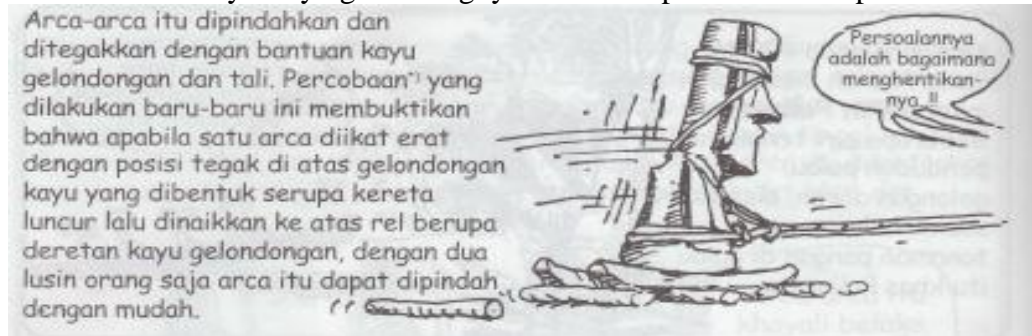 Arca-arca itu dipindahkan dan
ditegakkan dengan bantuan kayu
gelondongan dan tali. Percobaan*) yang
dilakukan baru-baru ini membuktikan
bahwa apabila satu arca diikat erat
dengan posisi tegak di atas gelondongan
kayu yang dibentuk serupa kereta
luncur lalu dinaikkan ke atas rel berupa
deretan kayu gelondongan, dengan dua
lusin orang saja arca itu dapat dipindah
dengan mudah.
Persoalannya
adalah bagaimana
menghentikan-
nya !!